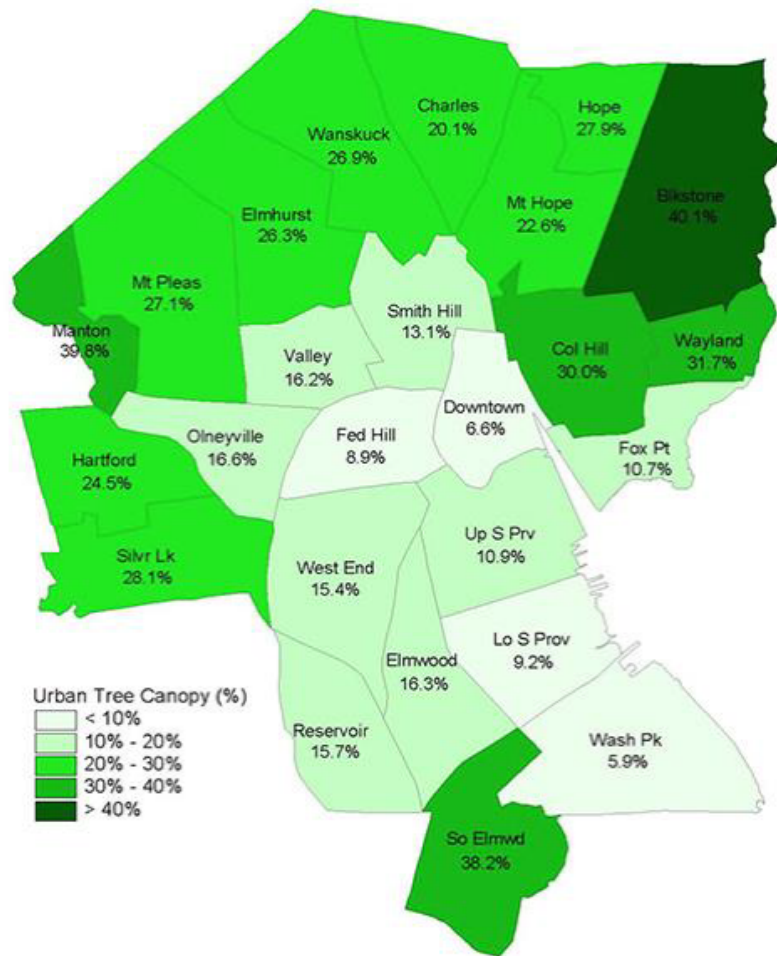 Charles
20.1%
Hope
27.9%
Wanskuck
26.9%
Blkstone
40.1%
Mt Hope
22.6%
Elmhurst
26.3%
Mt Pleas
27.1%
Smith Hill
13.1%
Manton
39.8%
Valley
16.2%
Col Hill
30.0%
Wayland
31.7%
Downtown
6.6%
Olneyville
16.6%
Fed Hill
8.9%
Fox Pt
10.7%
Hartford
24.5%
Up S Prv
10.9%
Silvr Lk
28.1%
West End
15.4%
Lo S Prov
9.2%
Elmwood
16.3%
Reservoir
15.7%
Wash Pk
5.9%
So Elmwd
38.2%
Urban Tree Canopy (%)
< 10%
10% - 20%
20% - 30%
30% - 40%
> 40%